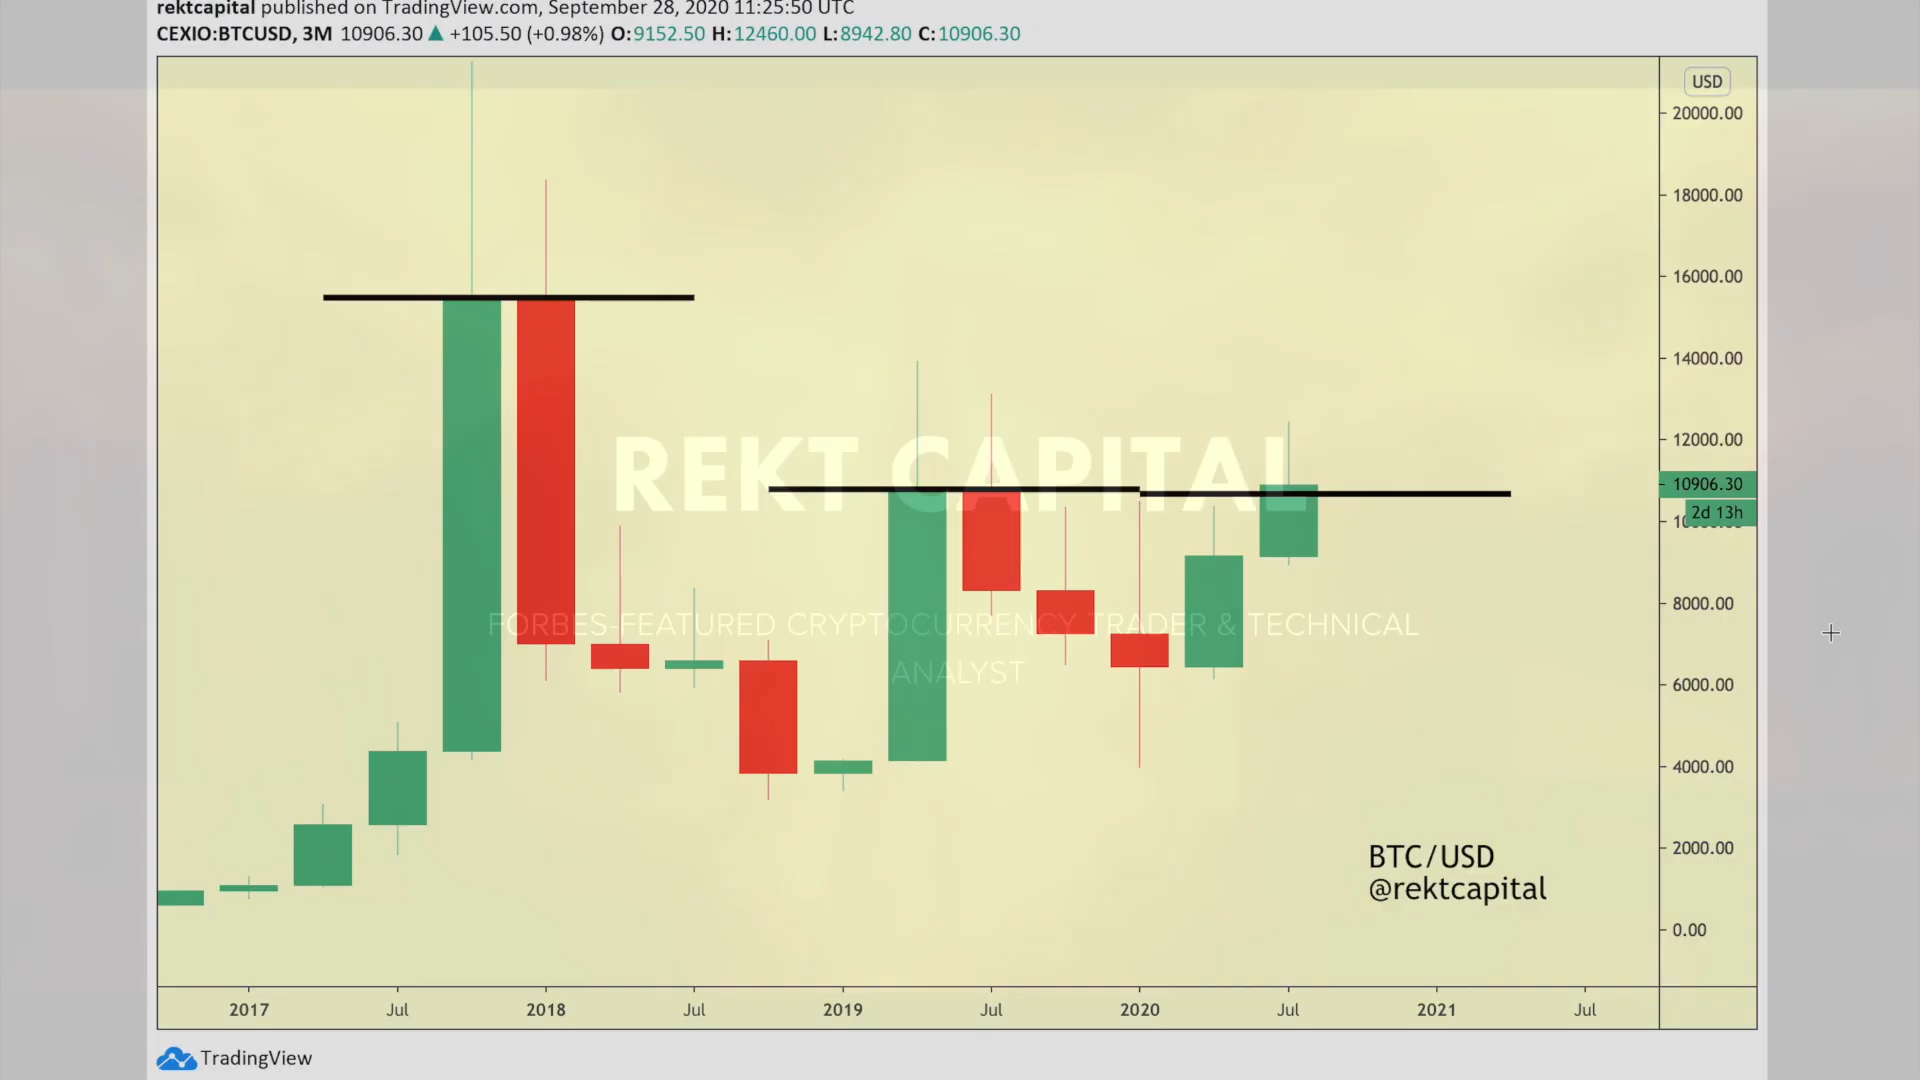 rektcapital published on TradingView.com, September 28, 2020 11:25:50 UTC
CEXIO:BTCUSD, 3M 10906.30 ▲ +105.50 (+0.98%) O:9152.50 H:12460.00 L:8942.80 C:10906.30
USD
20000.00
18000.00
16000.00
14000.00
12000.00
10906.30
2d 13h
8000.00
6000.00
4000.00
2000.00
0.00
REKT CAPITAL
FORBES-FEATURED CRYPTOCURRENCY TRADER & TECHNICAL
ANALYST
BTC/USD
@rektcapital
2017 Jul 2018 Jul 2019 Jul 2020 Jul 2021 Jul
TradingView